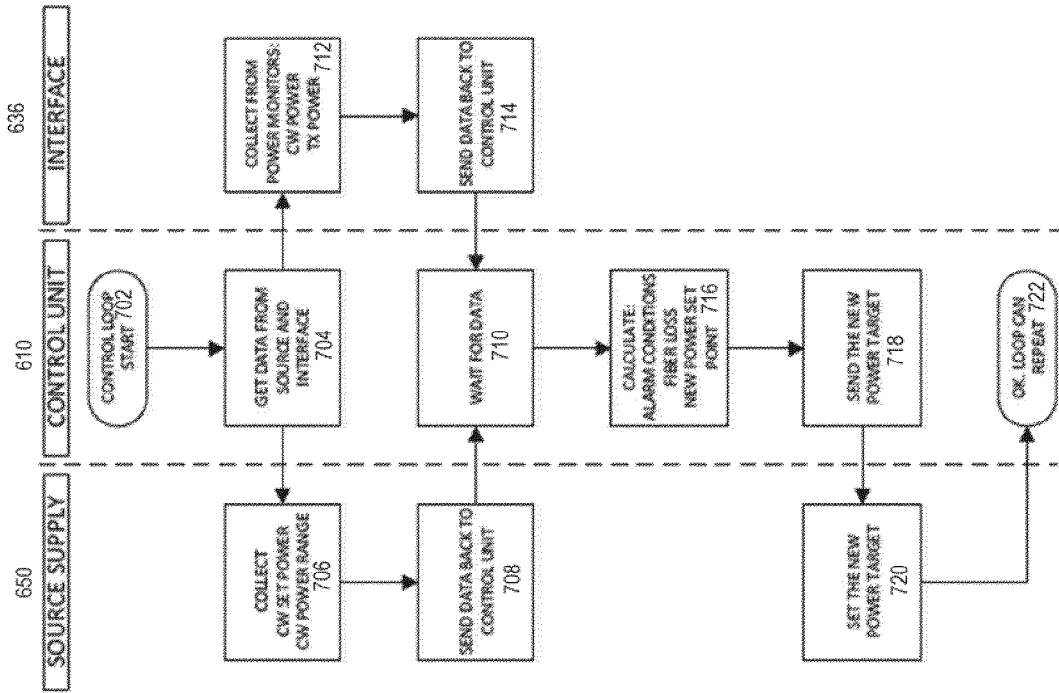 650
SOURCE SUPPLY
610
CONTROL UNIT
636
INTERFACE
CONTROL LOOP
START 702
GET DATA FROM
SOURCE AND
INTERFACE
704
COLLECT
CW SET POWER
CW POWER RANGE
706
COLLECT FROM
POWER MONITORS:
CW POWER
TX POWER 712
SEND DATA BACK TO
CONTROL UNIT
708
WAIT FOR DATA
710
SEND DATA BACK TO
CONTROL UNIT
714
CALCULATE:
ALARM CONDITIONS
FIBER LOSS
NEW POWER SET
POINT 716
SEND THE NEW
POWER TARGET
718
SET THE NEW
POWER TARGET
720
OK. LOOP CAN
REPEAT 722